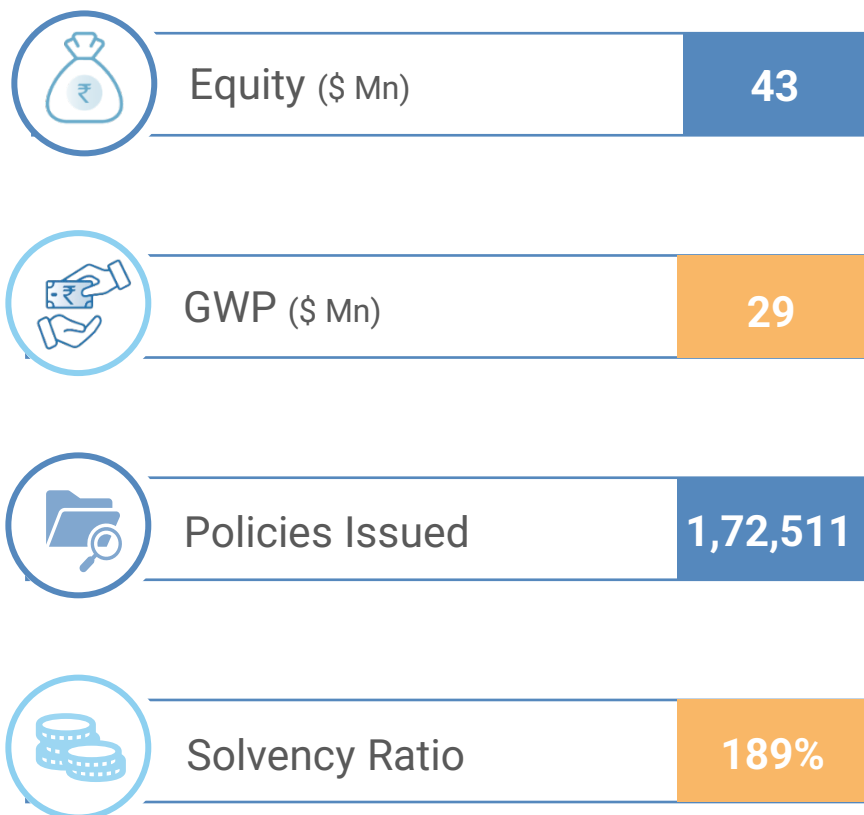 ₹
Equity ($ Mn) 43
₹
GWP ($ Mn) 29
Policies Issued 1,72,511
Solvency Ratio 189%